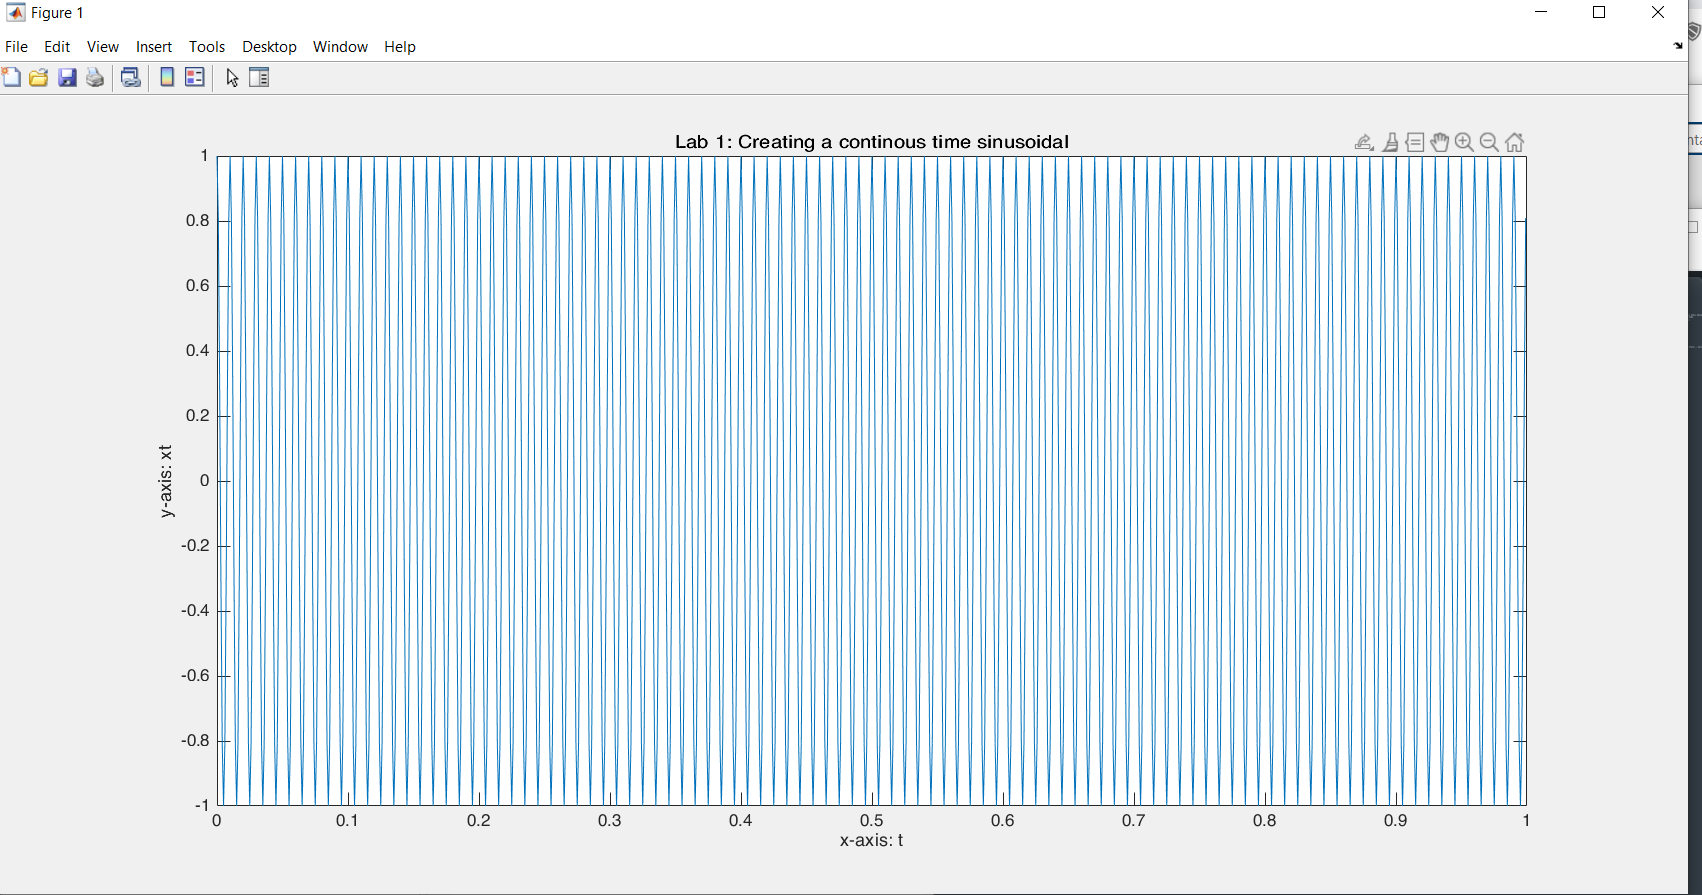 Figure 1
File Edit View Insert Tools Desktop Window Help
Lab 1: Creating a continous time sinusoidal
1
0.8
0.6
0.4
0.2
0
-0.2
-0.4
-0.6
-0.8
-1
y-axis: xt
0 0.1 0.2 0.3 0.4 0.5 0.6 0.7 0.8 0.9 1
x-axis: t